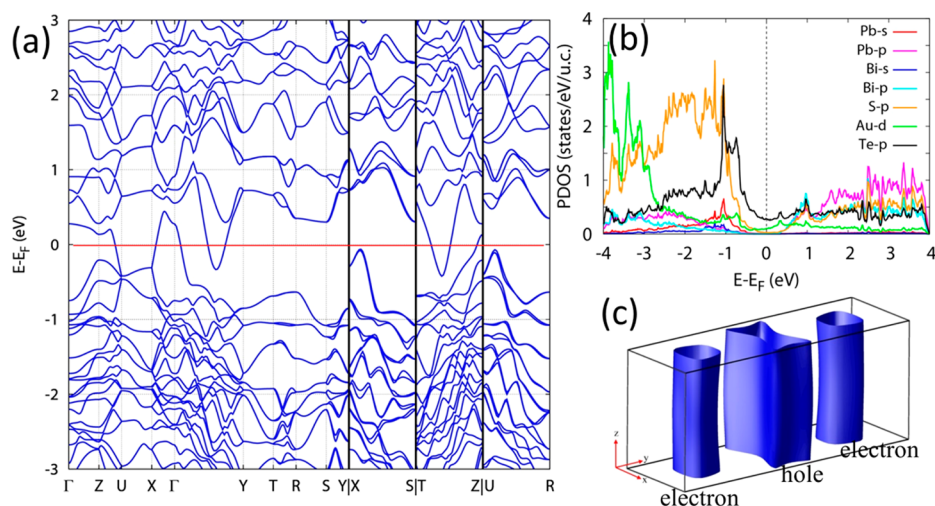 (a)
3
2
1
0
-1
-2
-3
E-E_F (eV)
Γ Z U X Γ Y T R S Y|X S|T Z|U R
(b)
4
3
2
1
0
PDOS (states/eV/u.c.)
Pb-s
Pb-p
Bi-s
Bi-p
S-p
Au-d
Te-p
-4 -3 -2 -1 0 1 2 3 4
E-E_F (eV)
(c)
z
y
x
electron
hole
electron